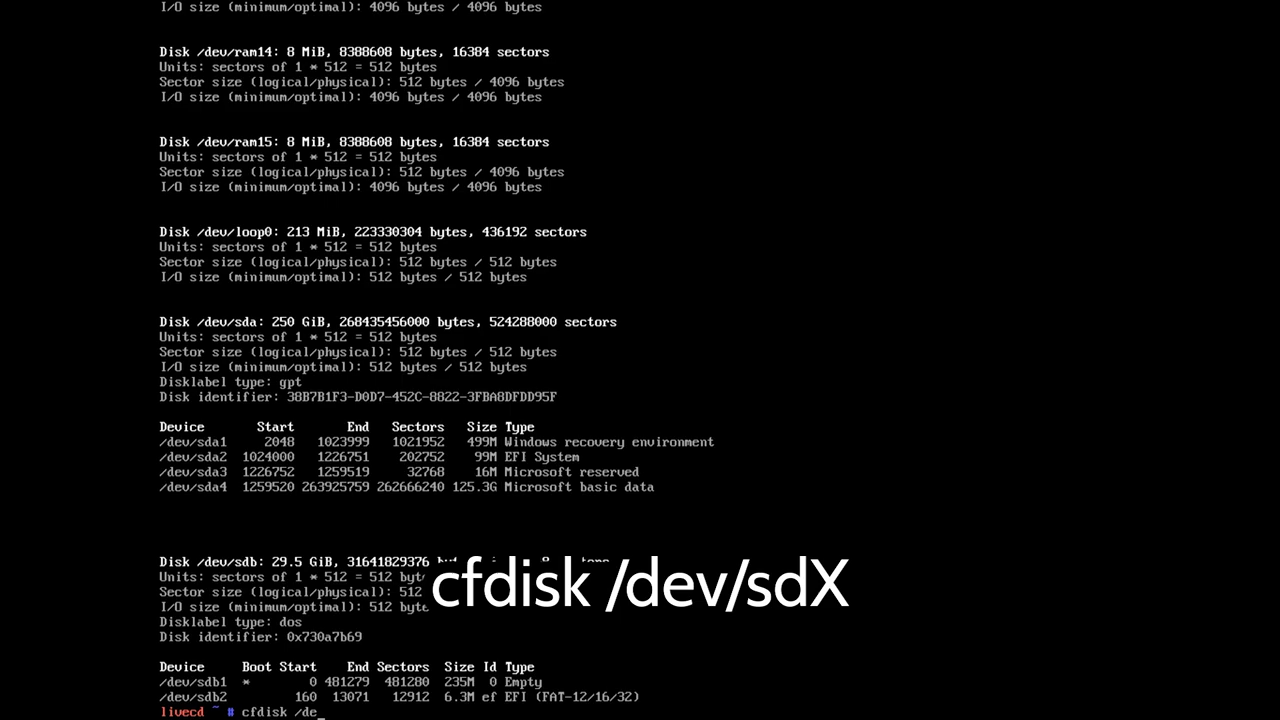 I/O size (minimum/optimal): 4096 bytes / 4096 bytes
Disk /dev/ram14: 8 MiB, 8388608 bytes, 16384 sectors
Units: sectors of 1 * 512 = 512 bytes
Sector size (logical/physical): 512 bytes / 4096 bytes
I/O size (minimum/optimal): 4096 bytes / 4096 bytes
Disk /dev/ram15: 8 MiB, 8388608 bytes, 16384 sectors
Units: sectors of 1 * 512 = 512 bytes
Sector size (logical/physical): 512 bytes / 4096 bytes
I/O size (minimum/optimal): 4096 bytes / 4096 bytes
Disk /dev/loop0: 213 MiB, 223330304 bytes, 436192 sectors
Units: sectors of 1 * 512 = 512 bytes
Sector size (logical/physical): 512 bytes / 512 bytes
I/O size (minimum/optimal): 512 bytes / 512 bytes
Disk /dev/sda: 250 GiB, 268435456000 bytes, 524288000 sectors
Units: sectors of 1 * 512 = 512 bytes
Sector size (logical/physical): 512 bytes / 512 bytes
I/O size (minimum/optimal): 512 bytes / 512 bytes
Disklabel type: gpt
Disk identifier: 38B7B1F3-D0D7-452C-8822-3FBA8DFDD95F
Device Start End Sectors Size Type
/dev/sda1 2048 1023999 1021952 499M Windows recovery environment
/dev/sda2 1024000 1226751 202752 99M EFI System
/dev/sda3 1226752 1259519 32768 16M Microsoft reserved
/dev/sda4 1259520 263925759 262666240 125.3G Microsoft basic data
Disk /dev/sdb: 29.5 GiB, 31641829376
Units: sectors of 1 * 512 = 512
Sector size (logical/physical): 512
I/O size (minimum/optimal): 512
cfdisk /dev/sdX
Disklabel type: dos
Disk identifier: 0x730a7b69
Device Boot Start End Sectors Size Id Type
/dev/sdb1 * 0 481279 481280 235M 0 Empty
/dev/sdb2 160 13071 12912 6.3M ef EFI (FAT-12/16/32)
livecd ~ # cfdisk /de_